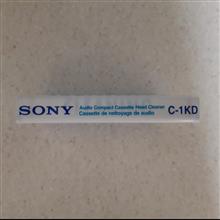 SONY
Audio Compact Cassette Head Cleaner
Cassette de nettoyage de audio
C-1KD